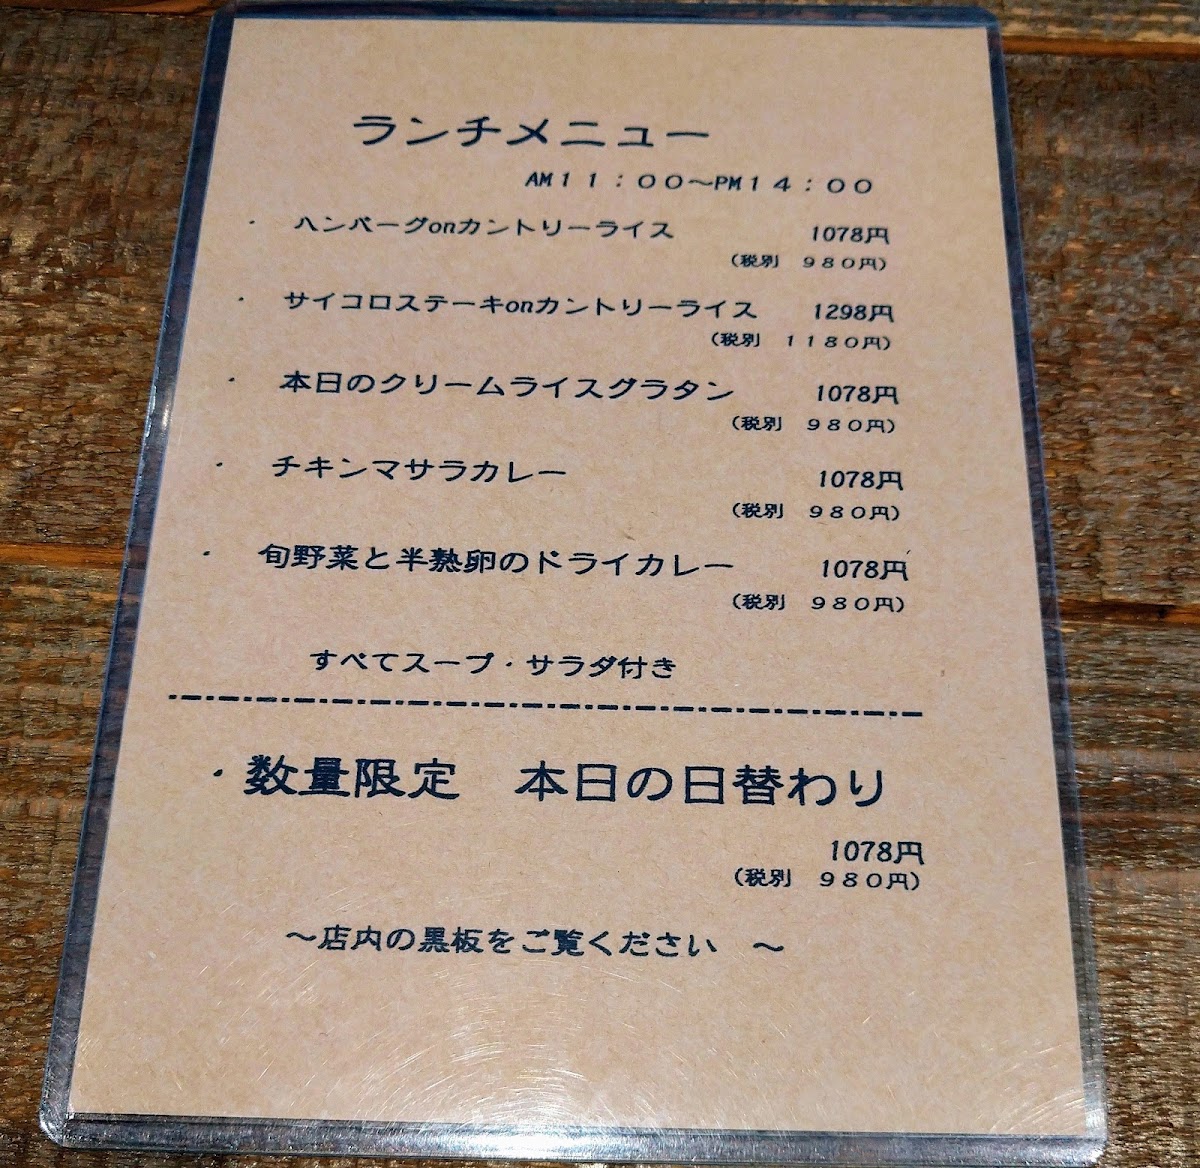 ランチメニュー
AM11:00～PM14:00
・ハンバーグonカントリーライス 1078円
(税別 980円)
・サイコロステーキonカントリーライス 1298円
(税別 1180円)
・本日のクリームライスグラタン 1078円
(税別 980円)
・チキンマサラカレー 1078円
(税別 980円)
・旬野菜と半熟卵のドライカレー 1078円
(税別 980円)
すべてスープ・サラダ付き
・数量限定 本日の日替わり
1078円
(税別 980円)
～店内の黒板をご覧ください ～